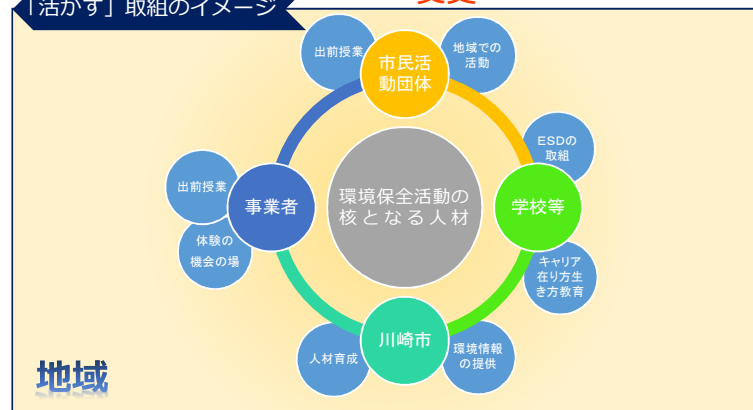 「活かす」取組のイメージ
変更
出前授業
市民活
動団体
地域での
活動
ESDの
取組
出前授業
事業者
環境保全活動の
核となる人材
学校等
体験の
機会の場
キャリア
在り方生
き方教育
川崎市
人材育成
環境情報
の提供
地域